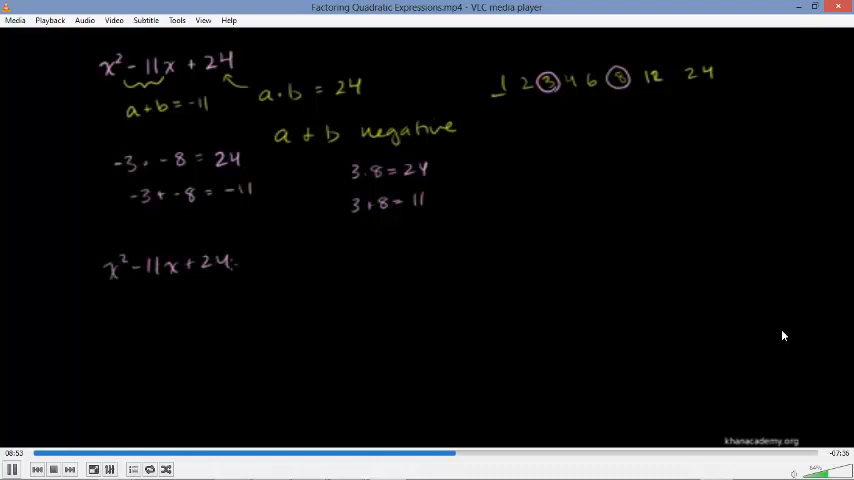 Factoring Quadratic Expressions.mp4 - VLC media player
Media Playback Audio Video Subtitle Tools View Help
x² - 11x + 24
a·b = 24
1 2 3 4 6 8 12 24
a+b = -11
a + b negative
-3 · -8 = 24
3·8 = 24
-3 + -8 = -11
3+8 = 11
x² - 11x + 24
khanacademy.org
08:53
-07:36
64%